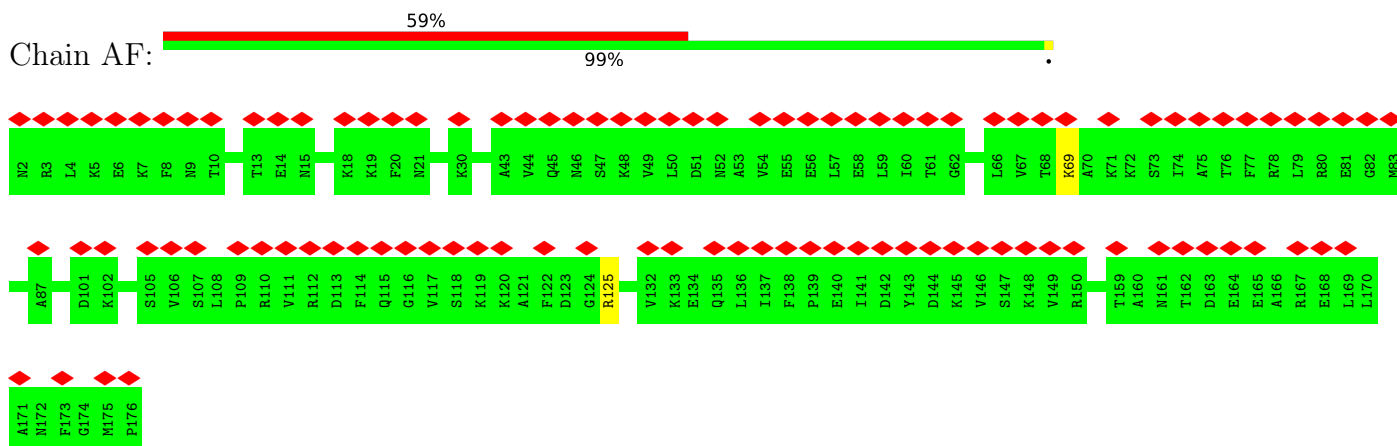 59%
Chain AF:
99%
•
N2 R3 L4 K5 E6 K7 F8 N9 T10 T13 E14 N15 K18 K19 F20 N21 K30 A43 V44 Q45 N46 S47 K48 V49 L50 D51 N52 A53 V54 E55 E56 L57 E58 L59 I60 T61 G62 L66 V67 T68 K69 A70 K71 K72 S73 I74 A75 T76 F77 R78 L79 R80 E81 G82 M83
A87 D101 K102 S105 V106 S107 L108 P109 R110 V111 R112 D113 F114 Q115 G116 V117 S118 K119 K120 A121 F122 D123 G124 R125 V132 K133 E134 Q135 L136 I137 F138 P139 E140 I141 D142 Y143 D144 K145 V146 S147 K148 V149 R150 T159 A160 N161 T162 D163 E164 E165 A166 R167 E168 L169 L170
A171 N172 F173 G174 M175 P176